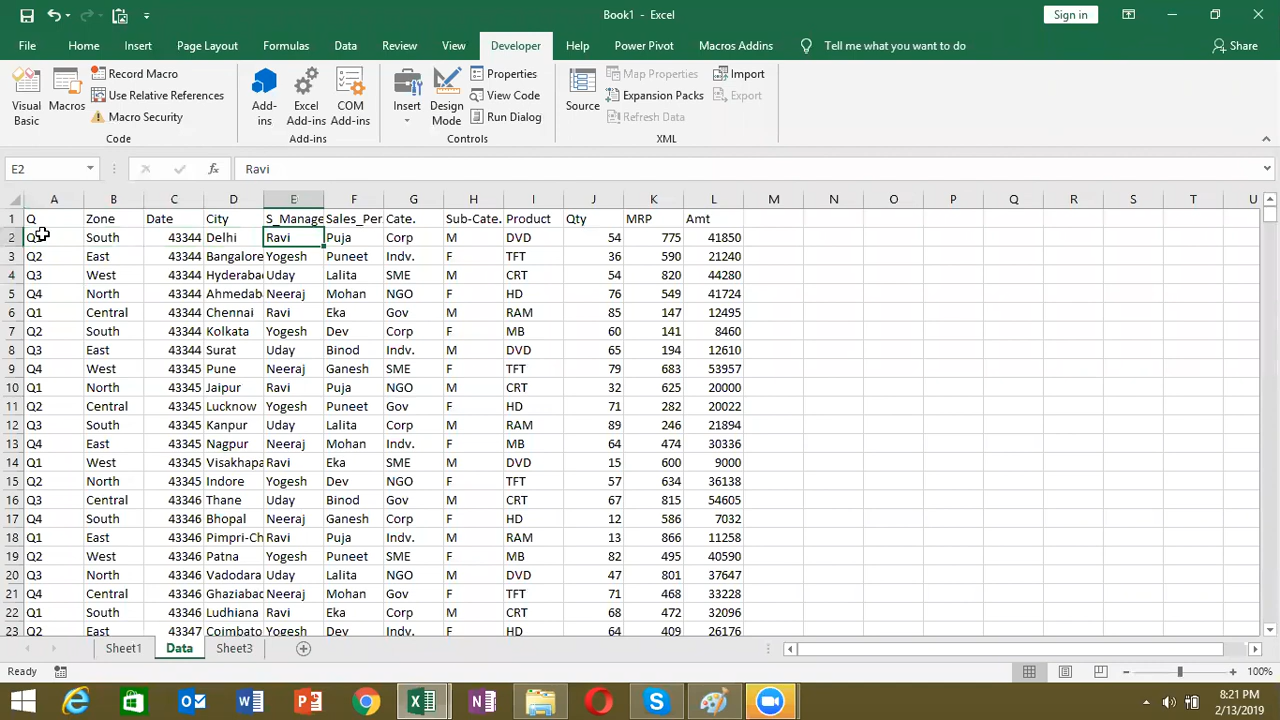 Book1 - Excel
Sign in
File Home Insert Page Layout Formulas Data Review View Developer Help Power Pivot Macros Addins Tell me what you want to do Share
Visual Basic
Macros
Record Macro
Use Relative References
Macro Security
Code
Add-ins
Excel Add-ins
COM Add-ins
Add-ins
Insert
Design Mode
Properties
View Code
Run Dialog
Controls
Source
Map Properties
Expansion Packs
Refresh Data
Import
Export
XML
E2 fx Ravi
A B C D E F G H I J K L M N O P Q R S T U
1 Q Zone Date City S_Manage Sales_Per Cate. Sub-Cate. Product Qty MRP Amt
2 South 43344 Delhi Ravi Puja Corp M DVD 54 775 41850
3 Q2 East 43344 Bangalore Yogesh Puneet Indv. F TFT 36 590 21240
4 Q3 West 43344 Hyderabad Uday Lalita SME M CRT 54 820 44280
5 Q4 North 43344 Ahmedab Neeraj Mohan NGO F HD 76 549 41724
6 Q1 Central 43344 Chennai Ravi Eka Gov M RAM 85 147 12495
7 Q2 South 43344 Kolkata Yogesh Dev Corp F MB 60 141 8460
8 Q3 East 43344 Surat Uday Binod Indv. M DVD 65 194 12610
9 Q4 West 43345 Pune Neeraj Ganesh SME F TFT 79 683 53957
10 Q1 North 43345 Jaipur Ravi Puja NGO M CRT 32 625 20000
11 Q2 Central 43345 Lucknow Yogesh Puneet Gov F HD 71 282 20022
12 Q3 South 43345 Kanpur Uday Lalita Corp M RAM 89 246 21894
13 Q4 East 43345 Nagpur Neeraj Mohan Indv. F MB 64 474 30336
14 Q1 West 43345 Visakhapa Ravi Eka SME M DVD 15 600 9000
15 Q2 North 43345 Indore Yogesh Dev NGO F TFT 57 634 36138
16 Q3 Central 43346 Thane Uday Binod Gov M CRT 67 815 54605
17 Q4 South 43346 Bhopal Neeraj Ganesh Corp F HD 12 586 7032
18 Q1 East 43346 Pimpri-Ch Ravi Puja Indv. M RAM 13 866 11258
19 Q2 West 43346 Patna Yogesh Puneet SME F MB 82 495 40590
20 Q3 North 43346 Vadodara Uday Lalita NGO M DVD 47 801 37647
21 Q4 Central 43346 Ghaziabad Neeraj Mohan Gov F TFT 71 468 33228
22 Q1 South 43346 Ludhiana Ravi Eka Corp M CRT 68 472 32096
23 Q2 East 43347 Coimbato Yogesh Dev Indv. F HD 64 409 26176
Sheet1 Data Sheet3
Ready 100%
8:21 PM
2/13/2019